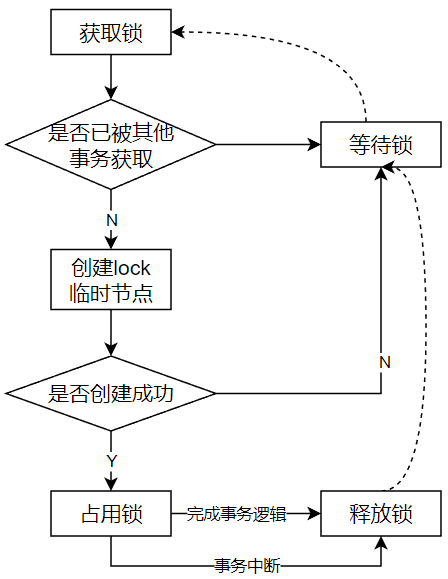 获取锁
是否已被其他
事务获取
等待锁
N
创建lock
临时节点
N
是否创建成功
Y
占用锁
完成事务逻辑
释放锁
事务中断